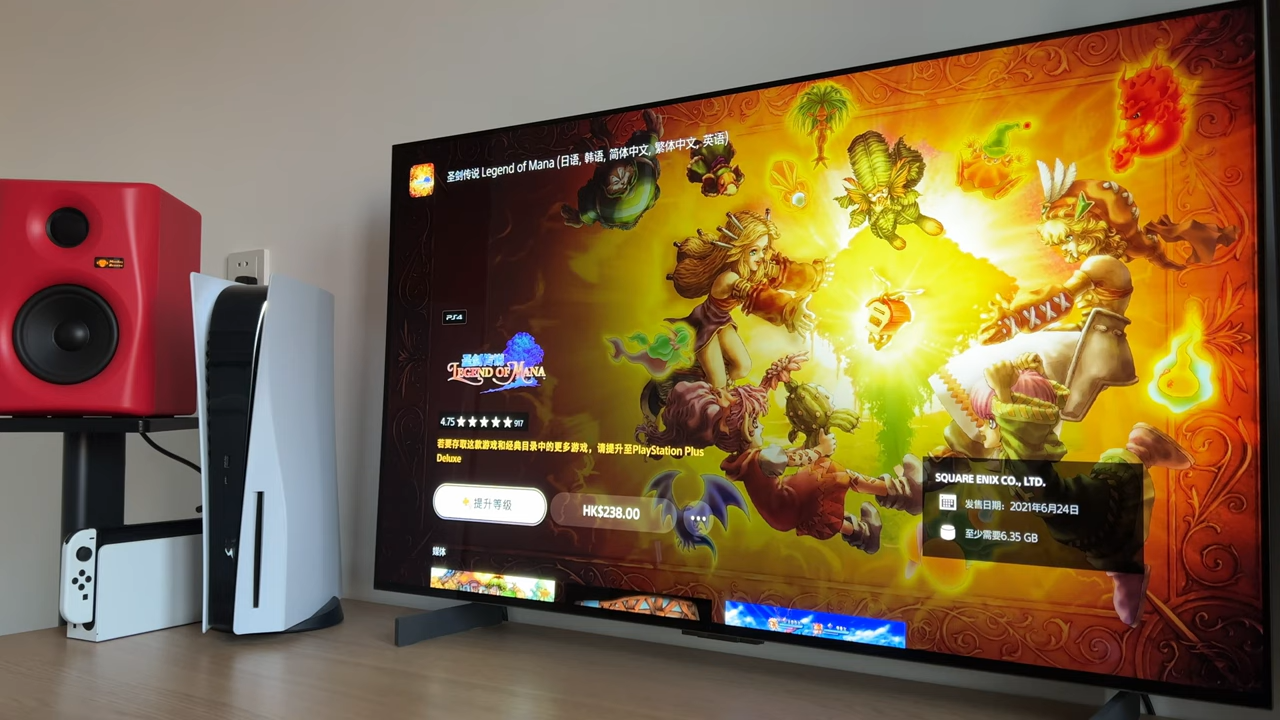 圣剑传说 Legend of Mana (日语, 韩语, 简体中文, 繁体中文, 英语)
PS4
圣剑传说
LEGEND OF MANA
4.75 ★★★★★ 917
若要存取这款游戏和经典目录中的更多游戏，请提升至PlayStation Plus
Deluxe
提升等级
HK$238.00
•••
SQUARE ENIX CO., LTD.
发售日期：2021年6月24日
至少需要6.35 GB
媒体